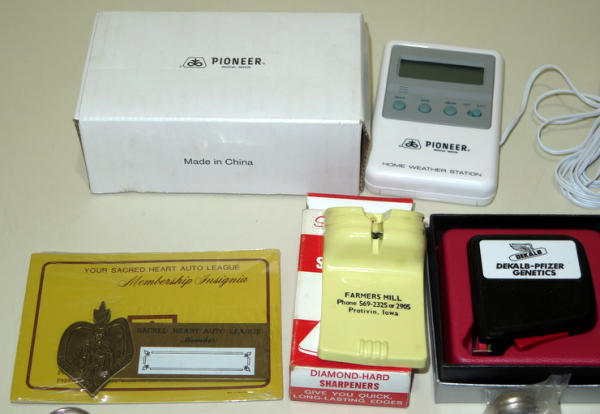 PIONEER.
Made in China
PIONEER
HOME WEATHER STATION
YOUR SACRED HEART AUTO LEAGUE
Membership Insignia
SACRED HEART AUTO LEAGUE
Member
FARMERS MILL
Phone 569-2325 or 2905
Protivin, Iowa
DIAMOND-HARD
SHARPENERS
GIVE YOU QUICK,
LONG-LASTING EDGES
DEKALB
DEKALB-PFIZER
GENETICS